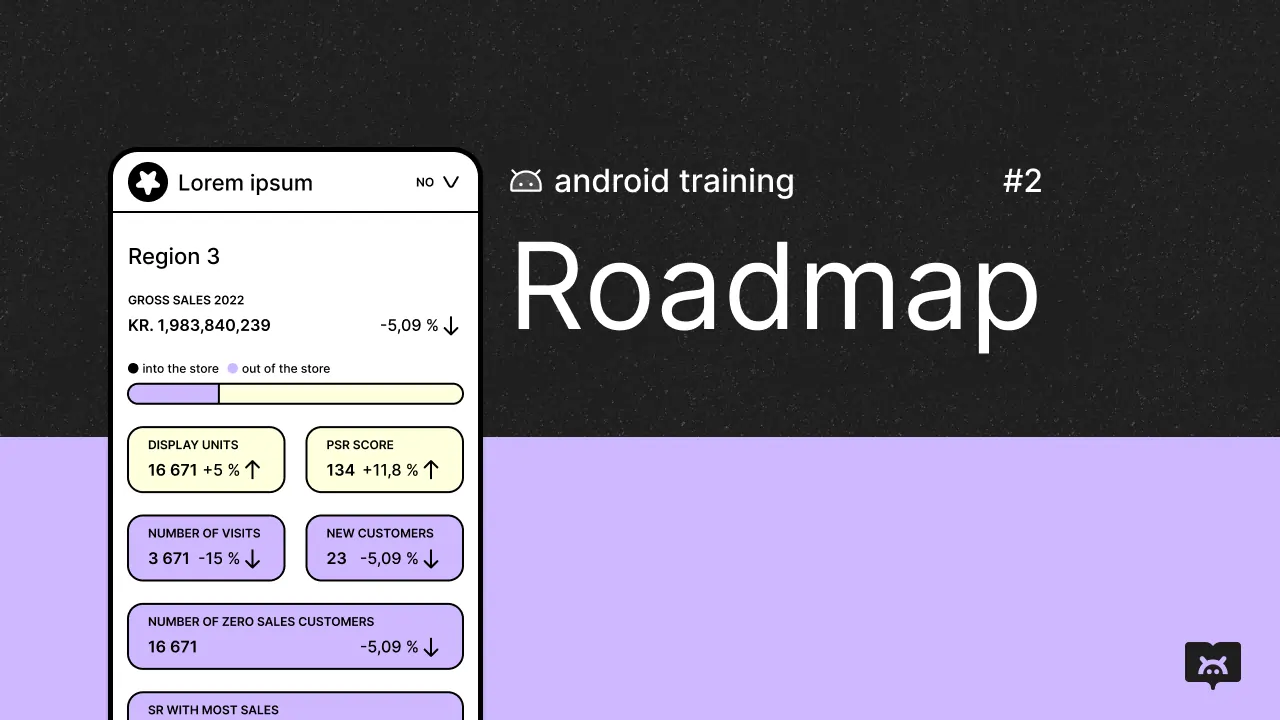 Lorem ipsum NO
android training #2
Roadmap
Region 3
GROSS SALES 2022
KR. 1,983,840,239 -5,09 %
into the store out of the store
DISPLAY UNITS
16 671 +5 %
PSR SCORE
134 +11,8 %
NUMBER OF VISITS
3 671 -15 %
NEW CUSTOMERS
23 -5,09 %
NUMBER OF ZERO SALES CUSTOMERS
16 671 -5,09 %
SR WITH MOST SALES